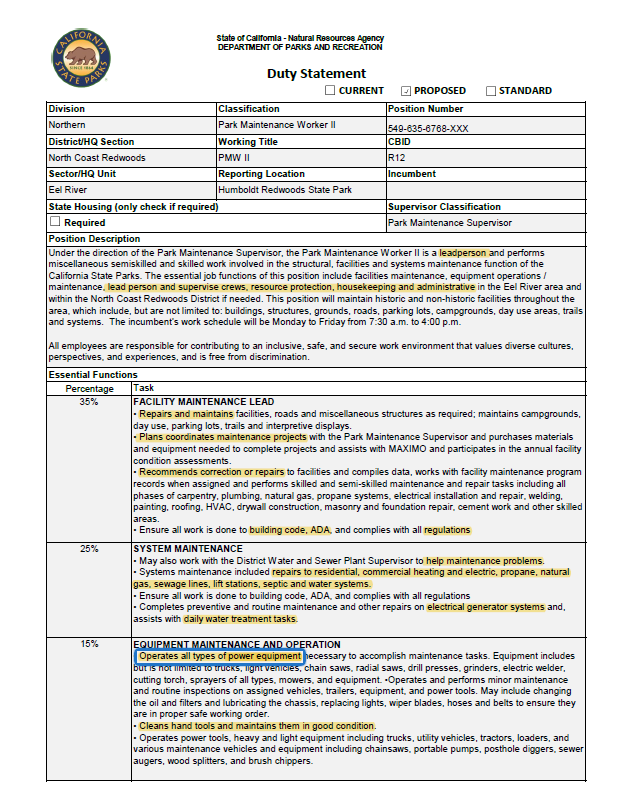 CALIFORNIA
SINCE 1864
STATE PARKS
State of California - Natural Resources Agency
DEPARTMENT OF PARKS AND RECREATION
Duty Statement
CURRENT PROPOSED STANDARD
Division Classification Position Number
Northern Park Maintenance Worker II 549-635-6768-XXX
District/HQ Section Working Title CBID
North Coast Redwoods PMW II R12
Sector/HQ Unit Reporting Location Incumbent
Eel River Humboldt Redwoods State Park
State Housing (only check if required) Supervisor Classification
Required Park Maintenance Supervisor
Position Description
Under the direction of the Park Maintenance Supervisor, the Park Maintenance Worker II is a leadperson and performs
miscellaneous semiskilled and skilled work involved in the structural, facilities and systems maintenance function of the
California State Parks. The essential job functions of this position include facilities maintenance, equipment operations /
maintenance, lead person and supervise crews, resource protection, housekeeping and administrative in the Eel River area and
within the North Coast Redwoods District if needed. This position will maintain historic and non-historic facilities throughout the
area, which include, but are not limited to: buildings, structures, grounds, roads, parking lots, campgrounds, day use areas, trails
and systems. The incumbent's work schedule will be Monday to Friday from 7:30 a.m. to 4:00 p.m.
All employees are responsible for contributing to an inclusive, safe, and secure work environment that values diverse cultures,
perspectives, and experiences, and is free from discrimination.
Essential Functions
Percentage Task
35% FACILITY MAINTENANCE LEAD
• Repairs and maintains facilities, roads and miscellaneous structures as required; maintains campgrounds,
day use, parking lots, trails and interpretive displays.
• Plans coordinates maintenance projects with the Park Maintenance Supervisor and purchases materials
and equipment needed to complete projects and assists with MAXIMO and participates in the annual facility
condition assessments.
• Recommends correction or repairs to facilities and compiles data, works with facility maintenance program
records when assigned and performs skilled and semi-skilled maintenance and repair tasks including all
phases of carpentry, plumbing, natural gas, propane systems, electrical installation and repair, welding,
painting, roofing, HVAC, drywall construction, masonry and foundation repair, cement work and other skilled
areas.
• Ensure all work is done to building code, ADA, and complies with all regulations
25% SYSTEM MAINTENANCE
• May also work with the District Water and Sewer Plant Supervisor to help maintenance problems.
• Systems maintenance included repairs to residential, commercial heating and electric, propane, natural
gas, sewage lines, lift stations, septic and water systems.
• Ensure all work is done to building code, ADA, and complies with all regulations
• Completes preventive and routine maintenance and other repairs on electrical generator systems and,
assists with daily water treatment tasks.
15% EQUIPMENT MAINTENANCE AND OPERATION
Operates all types of power equipment necessary to accomplish maintenance tasks. Equipment includes
but is not limited to trucks, light vehicles, chain saws, radial saws, drill presses, grinders, electric welder,
cutting torch, sprayers of all types, mowers, and equipment. •Operates and performs minor maintenance
and routine inspections on assigned vehicles, trailers, equipment, and power tools. May include changing
the oil and filters and lubricating the chassis, replacing lights, wiper blades, hoses and belts to ensure they
are in proper safe working order.
• Cleans hand tools and maintains them in good condition.
• Operates power tools, heavy and light equipment including trucks, utility vehicles, tractors, loaders, and
various maintenance vehicles and equipment including chainsaws, portable pumps, posthole diggers, sewer
augers, wood splitters, and brush chippers.